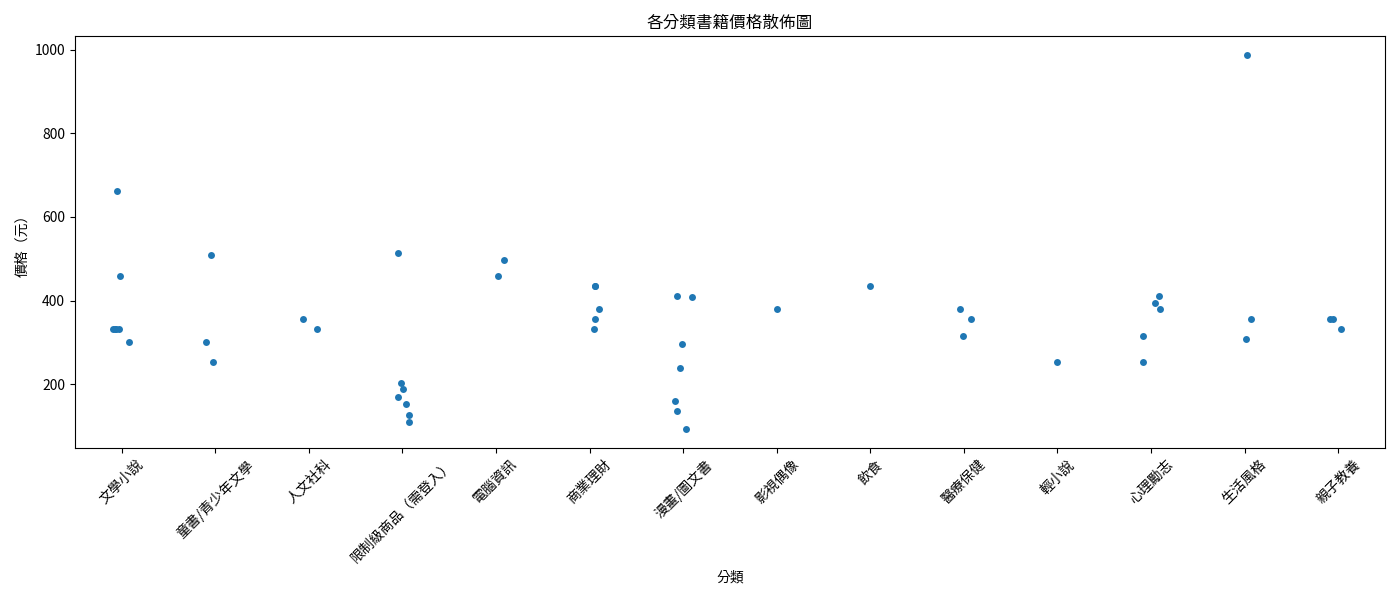 各分類書籍價格散佈圖
1000
800
600
400
200
價格（元）
文學小說
童書/青少年文學
人文社科
限制級商品（需登入）
電腦資訊
商業理財
漫畫/圖文書
影視偶像
飲食
醫療保健
輕小說
心理勵志
生活風格
親子教養
分類